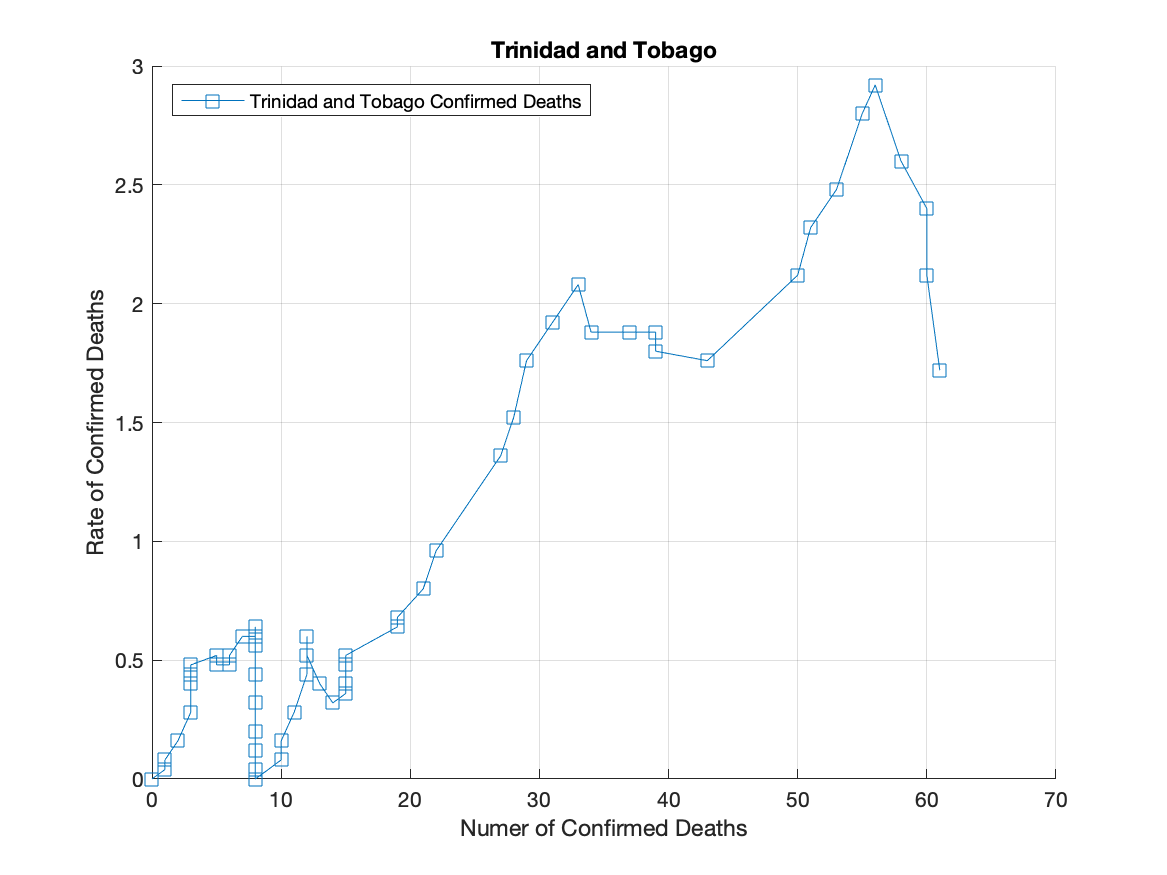 Trinidad and Tobago
Trinidad and Tobago Confirmed Deaths
3
2.5
2
1.5
1
0.5
0
Rate of Confirmed Deaths
0 10 20 30 40 50 60 70
Numer of Confirmed Deaths